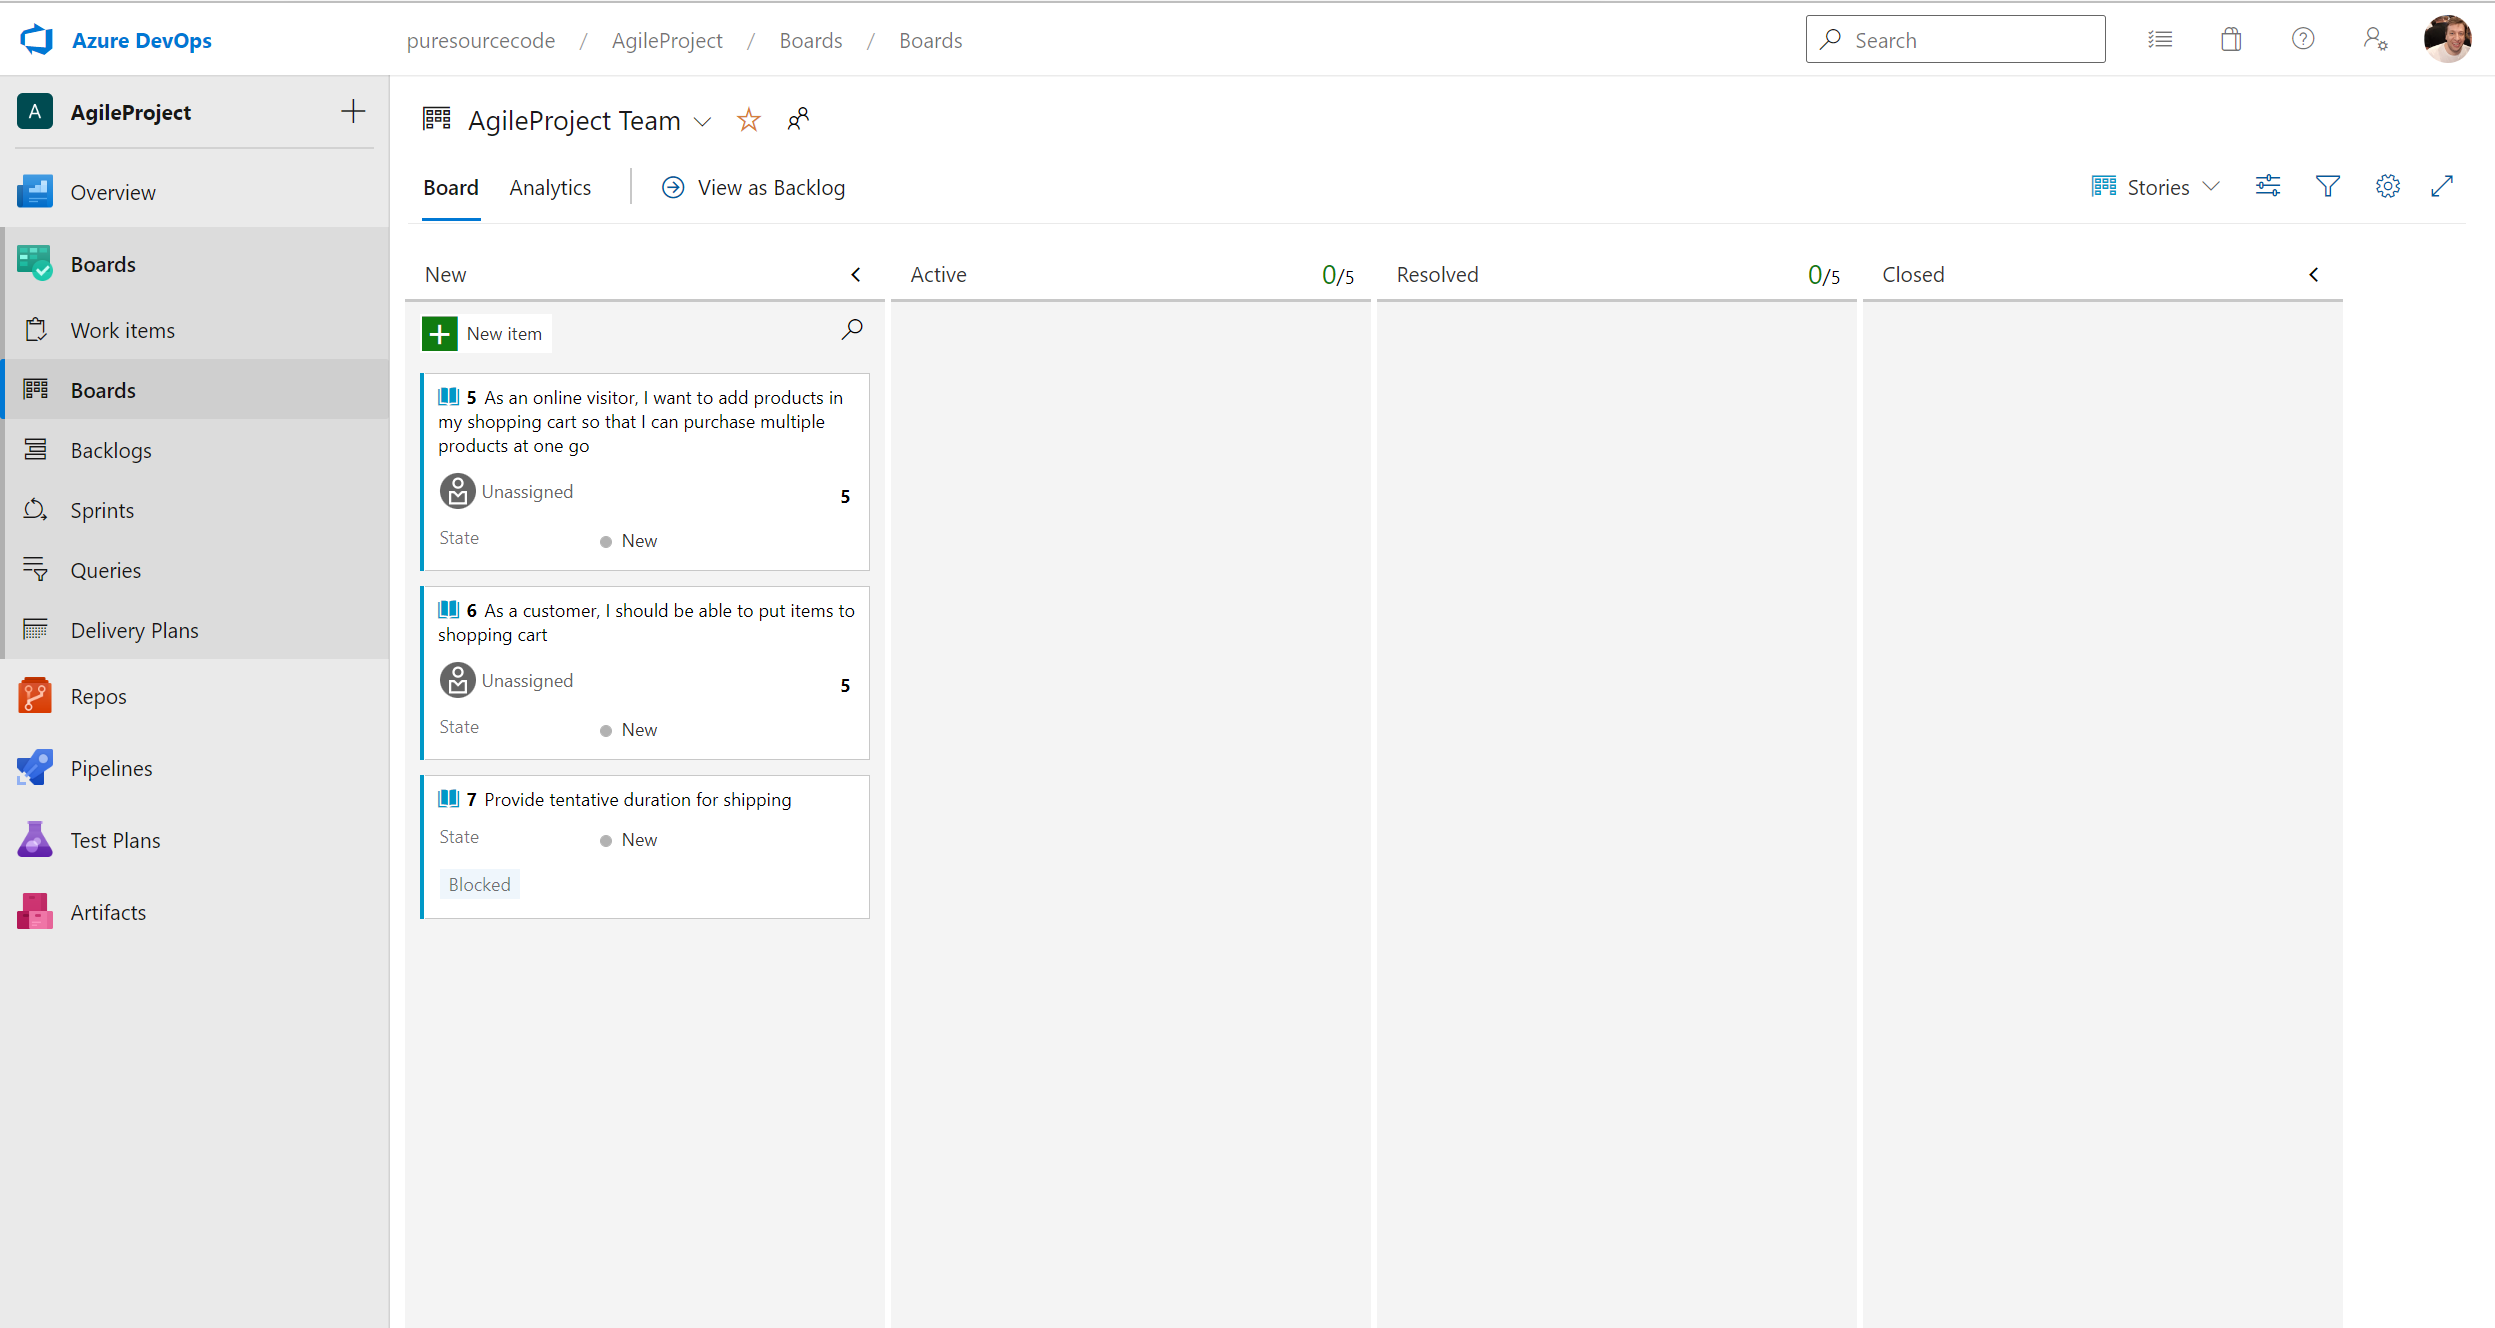 Azure DevOps
puresourcecode / AgileProject / Boards / Boards
Search
A AgileProject
Overview
Boards
Work items
Boards
Backlogs
Sprints
Queries
Delivery Plans
Repos
Pipelines
Test Plans
Artifacts
AgileProject Team
Board Analytics View as Backlog
Stories
New
Active 0/5
Resolved 0/5
Closed
New item
5 As an online visitor, I want to add products in
my shopping cart so that I can purchase multiple
products at one go
Unassigned 5
State New
6 As a customer, I should be able to put items to
shopping cart
Unassigned 5
State New
7 Provide tentative duration for shipping
State New
Blocked